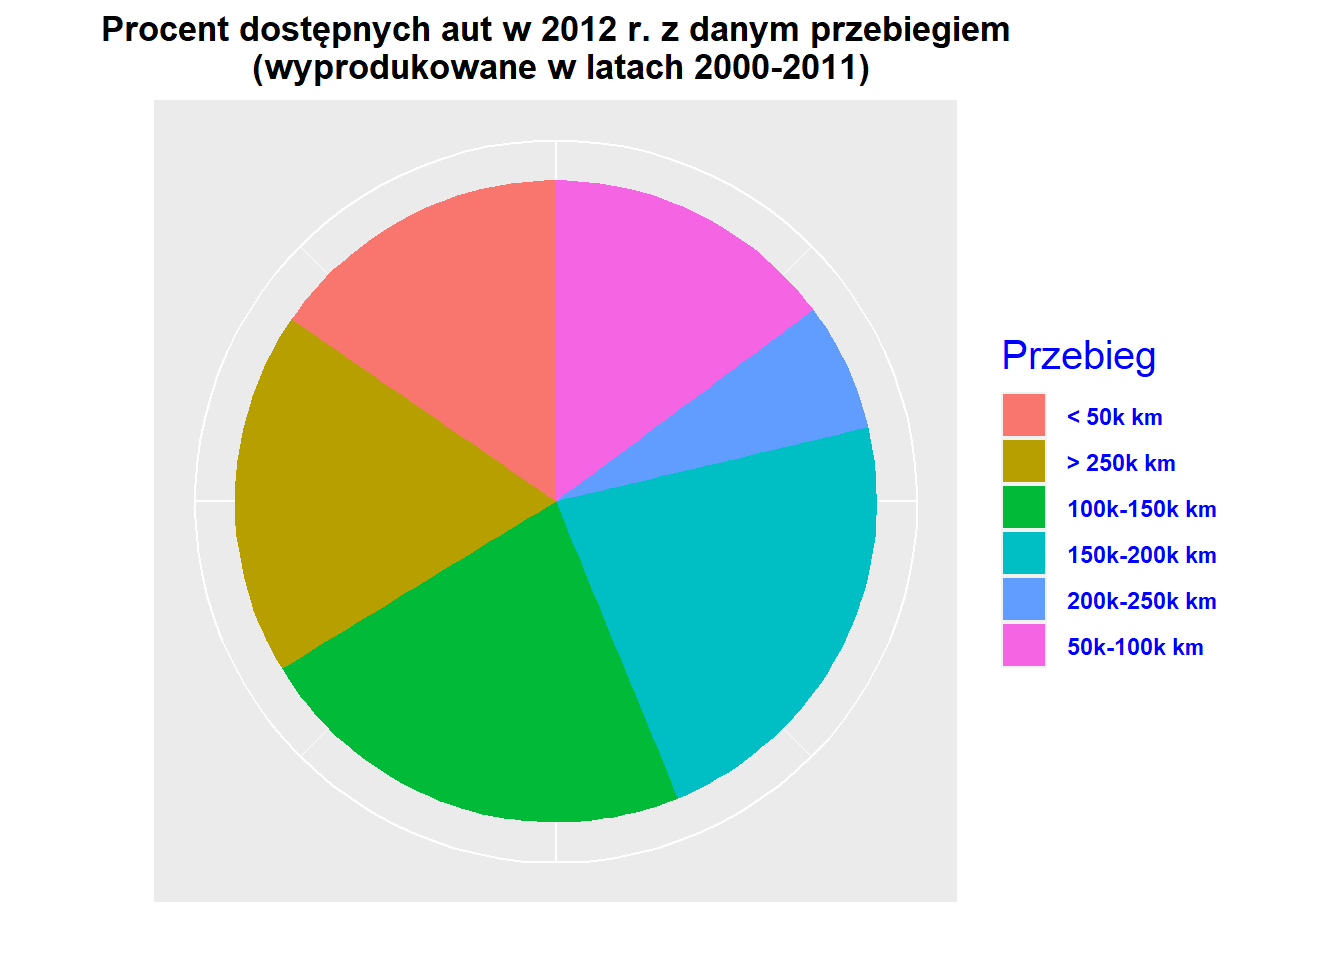 Procent dostępnych aut w 2012 r. z danym przebiegiem
(wyprodukowane w latach 2000-2011)
Przebieg
< 50k km
> 250k km
100k-150k km
150k-200k km
200k-250k km
50k-100k km